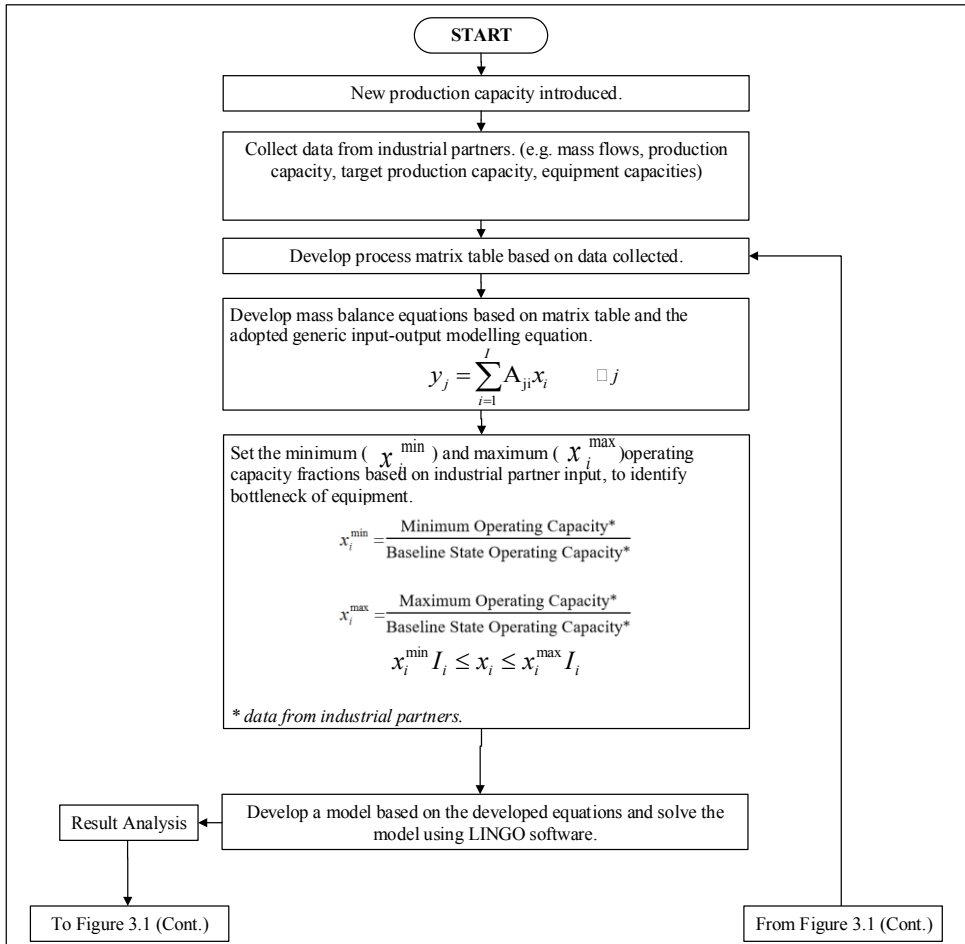 START
New production capacity introduced.
Collect data from industrial partners. (e.g. mass flows, production
capacity, target production capacity, equipment capacities)
Develop process matrix table based on data collected.
Develop mass balance equations based on matrix table and the
adopted generic input-output modelling equation.
y_j = \sum_{i=1}^{I} A_{ji} x_i □ j
Set the minimum ( x_i^{min} ) and maximum ( x_i^{max} )operating
capacity fractions based on industrial partner input, to identify
bottleneck of equipment.
x_i^{min} = \frac{Minimum Operating Capacity*}{Baseline State Operating Capacity*}
x_i^{max} = \frac{Maximum Operating Capacity*}{Baseline State Operating Capacity*}
x_i^{min} I_i ≤ x_i ≤ x_i^{max} I_i
* data from industrial partners.
Develop a model based on the developed equations and solve the
model using LINGO software.
Result Analysis
To Figure 3.1 (Cont.)
From Figure 3.1 (Cont.)